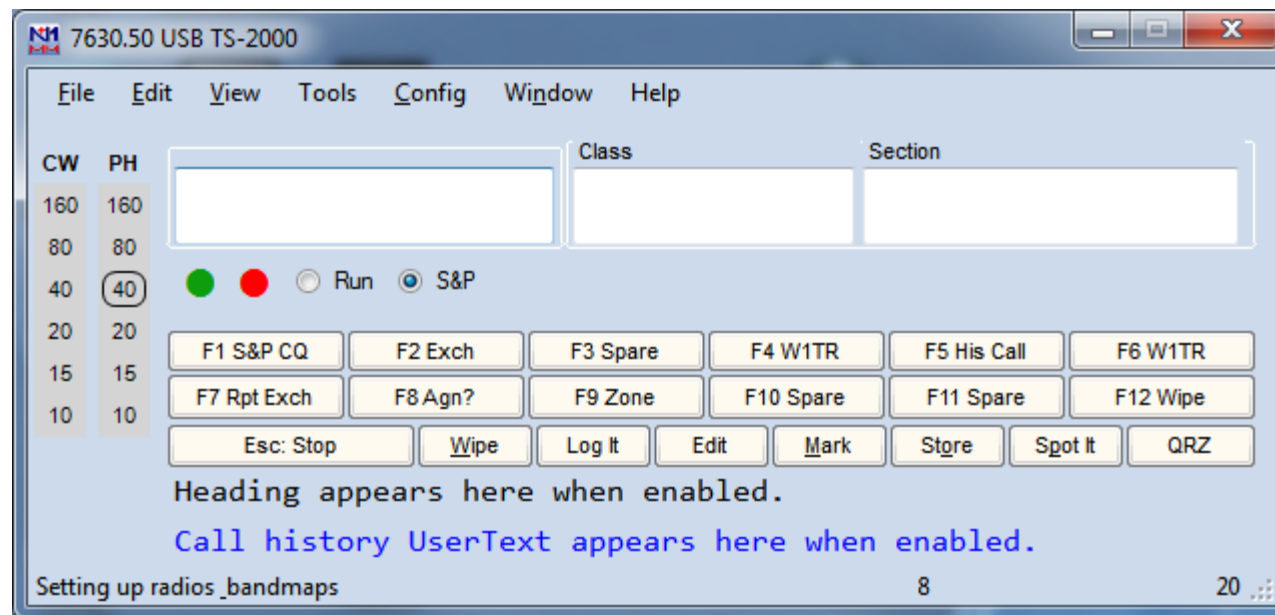 N1 MM 7630.50 USB TS-2000
File Edit View Tools Config Window Help
Class Section
CW PH
160 160
80 80
40 40
20 20
15 15
10 10
Run S&P
F1 S&P CQ F2 Exch F3 Spare F4 W1TR F5 His Call F6 W1TR
F7 Rpt Exch F8 Agn? F9 Zone F10 Spare F11 Spare F12 Wipe
Esc: Stop Wipe Log It Edit Mark Store Spot It QRZ
Heading appears here when enabled.
Call history UserText appears here when enabled.
Setting up radios _bandmaps 8 20